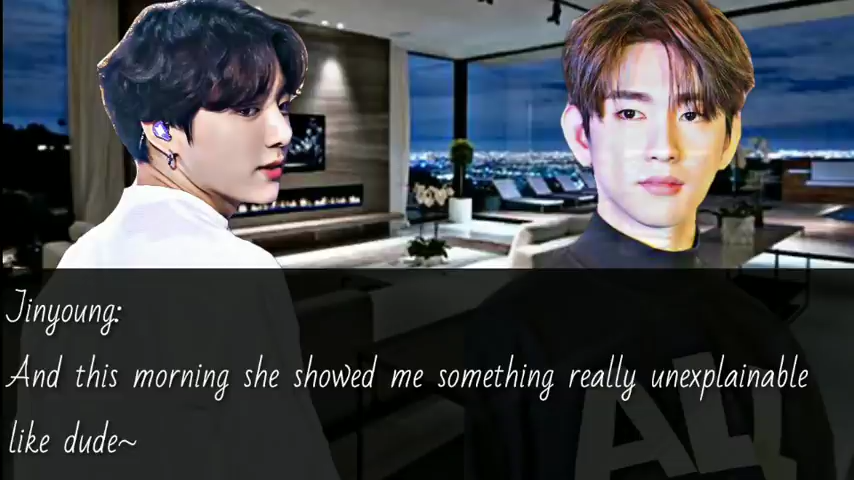 Jinyoung:
And this morning she showed me something really unexplainable
like dude~